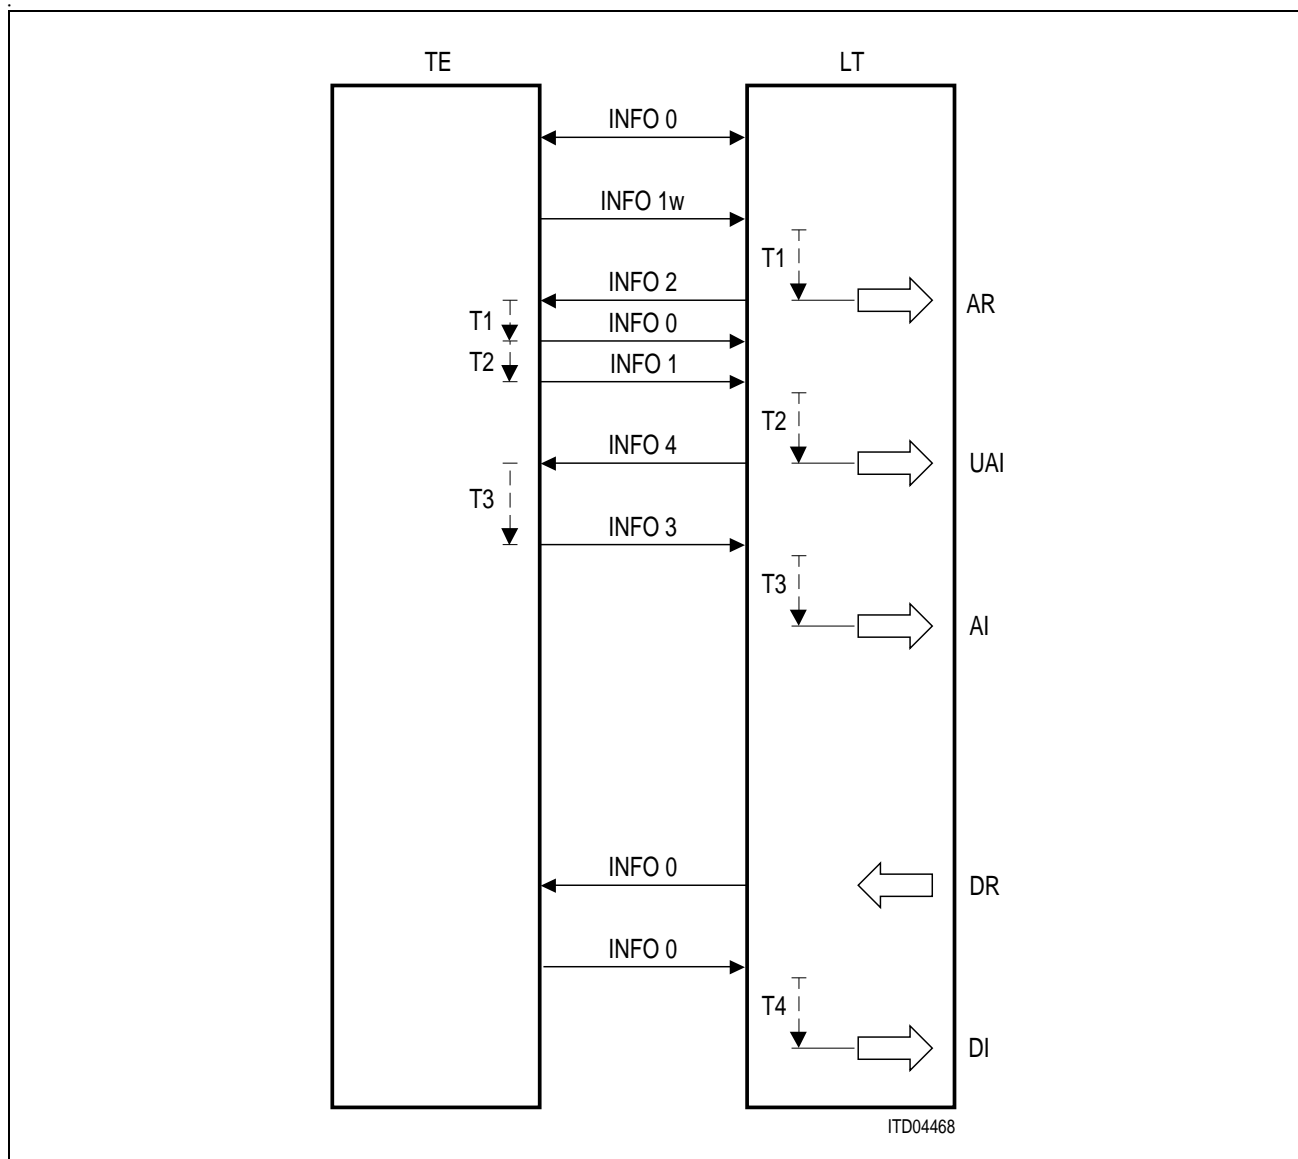 TE LT
INFO 0
INFO 1w
T1
INFO 2
AR
T1
INFO 0
T2
INFO 1
T2
INFO 4
UAI
T3
INFO 3
T3
AI
INFO 0
DR
INFO 0
T4
DI
ITD04468